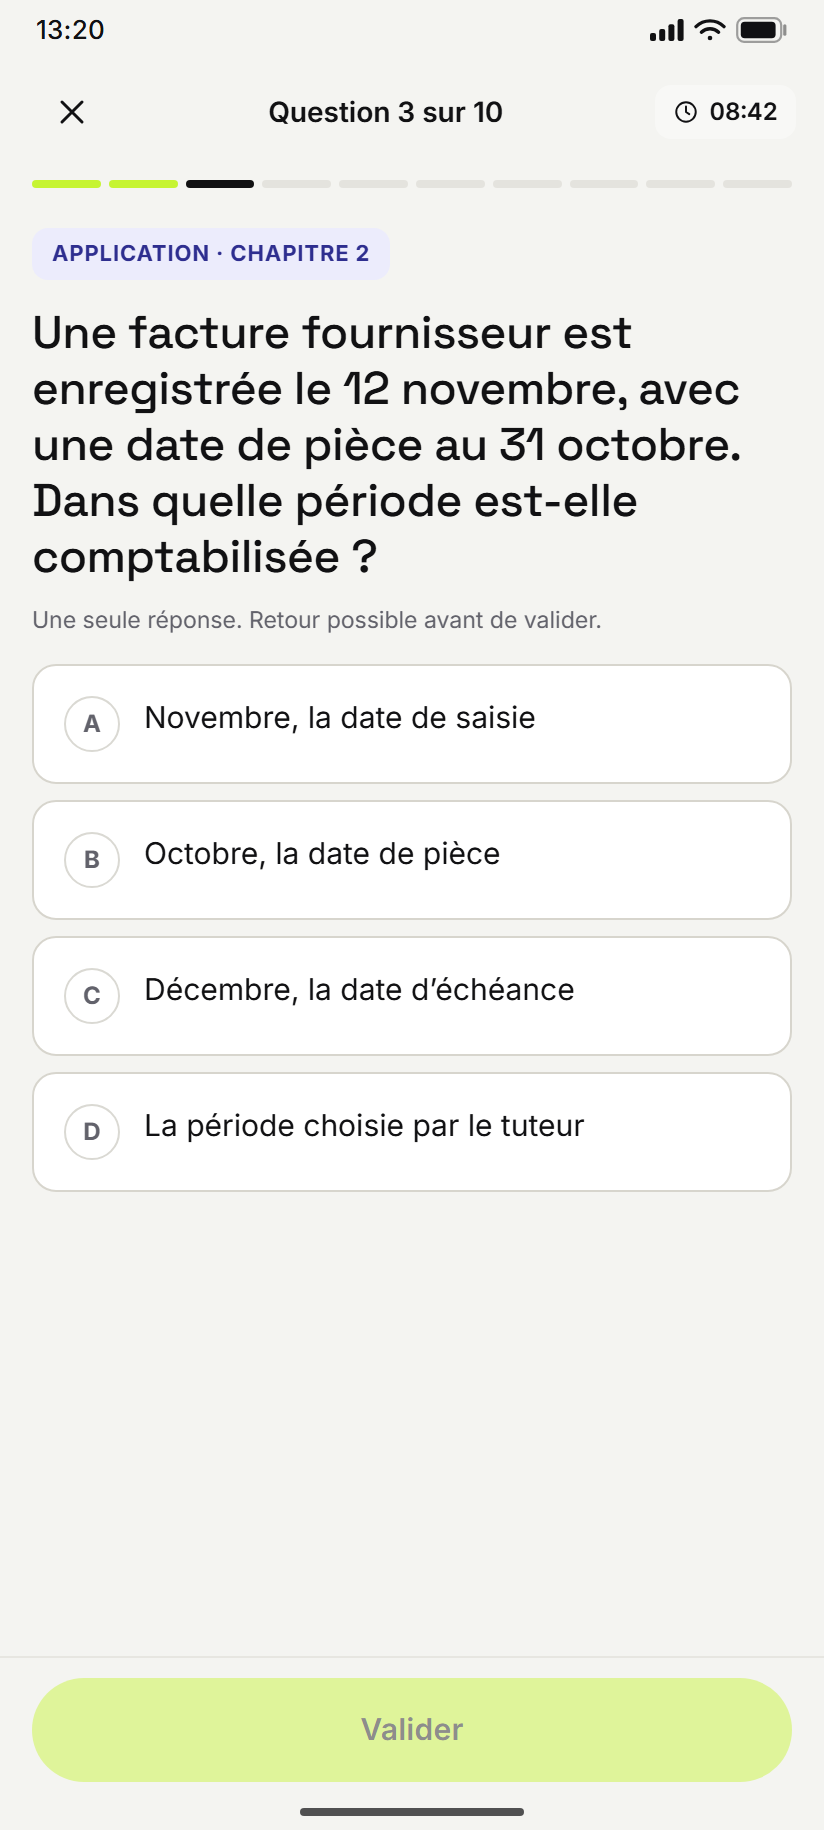 13:20
Question 3 sur 10
08:42
APPLICATION · CHAPITRE 2
Une facture fournisseur est
enregistrée le 12 novembre, avec
une date de pièce au 31 octobre.
Dans quelle période est-elle
comptabilisée ?
Une seule réponse. Retour possible avant de valider.
A Novembre, la date de saisie
B Octobre, la date de pièce
C Décembre, la date d’échéance
D La période choisie par le tuteur
Valider